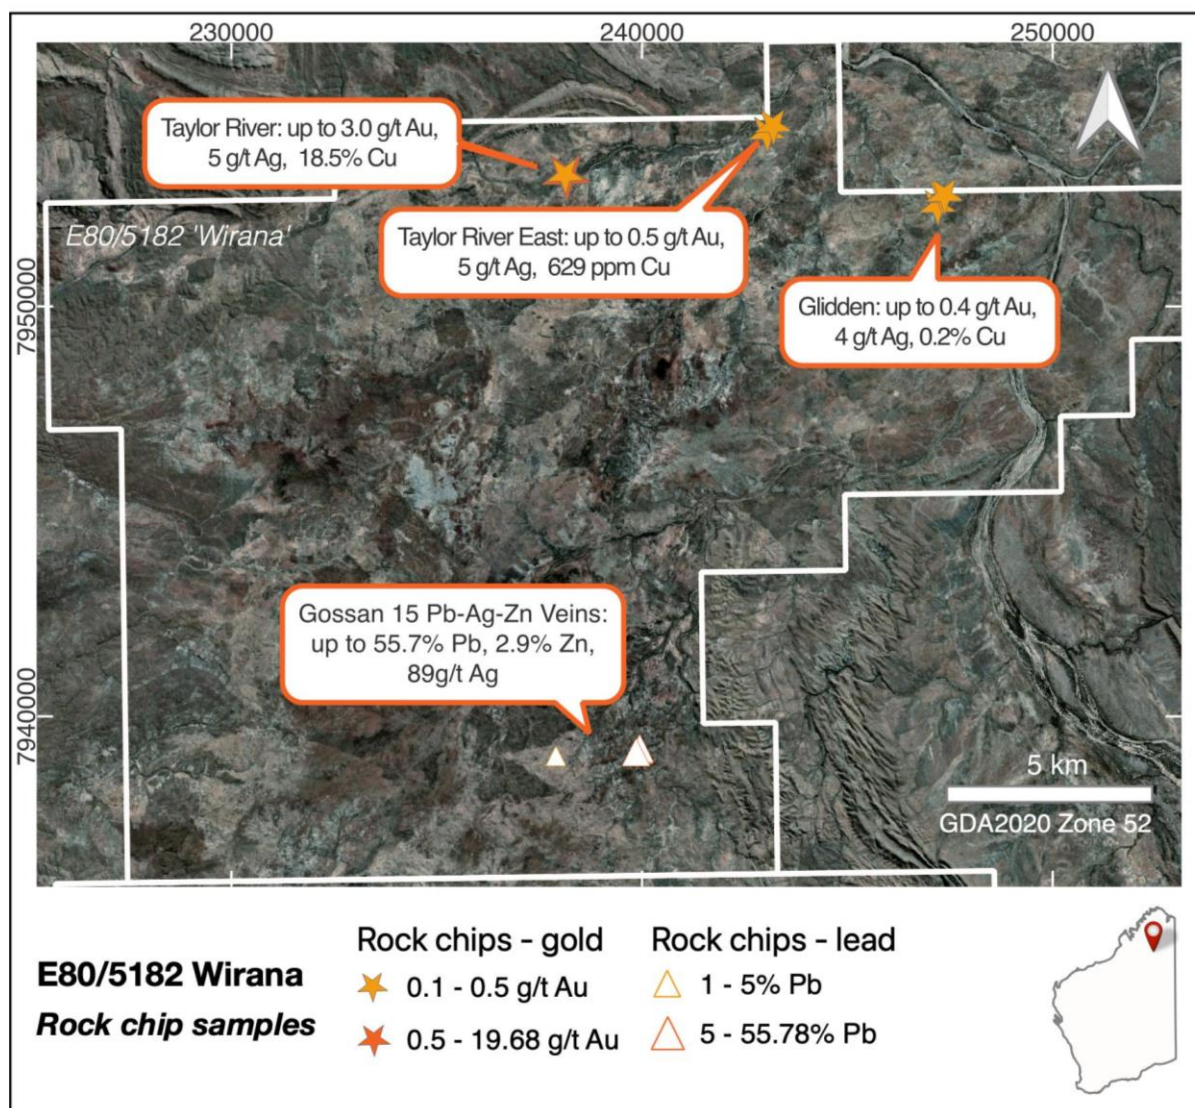 230000
240000
250000
Taylor River: up to 3.0 g/t Au,
5 g/t Ag, 18.5% Cu
E80/5182 'Wirana'
Taylor River East: up to 0.5 g/t Au,
5 g/t Ag, 629 ppm Cu
Glidden: up to 0.4 g/t Au,
4 g/t Ag, 0.2% Cu
7950000
Gossan 15 Pb-Ag-Zn Veins:
up to 55.7% Pb, 2.9% Zn,
89g/t Ag
7940000
5 km
GDA2020 Zone 52
E80/5182 Wirana
Rock chip samples
Rock chips - gold
0.1 - 0.5 g/t Au
0.5 - 19.68 g/t Au
Rock chips - lead
1 - 5% Pb
5 - 55.78% Pb